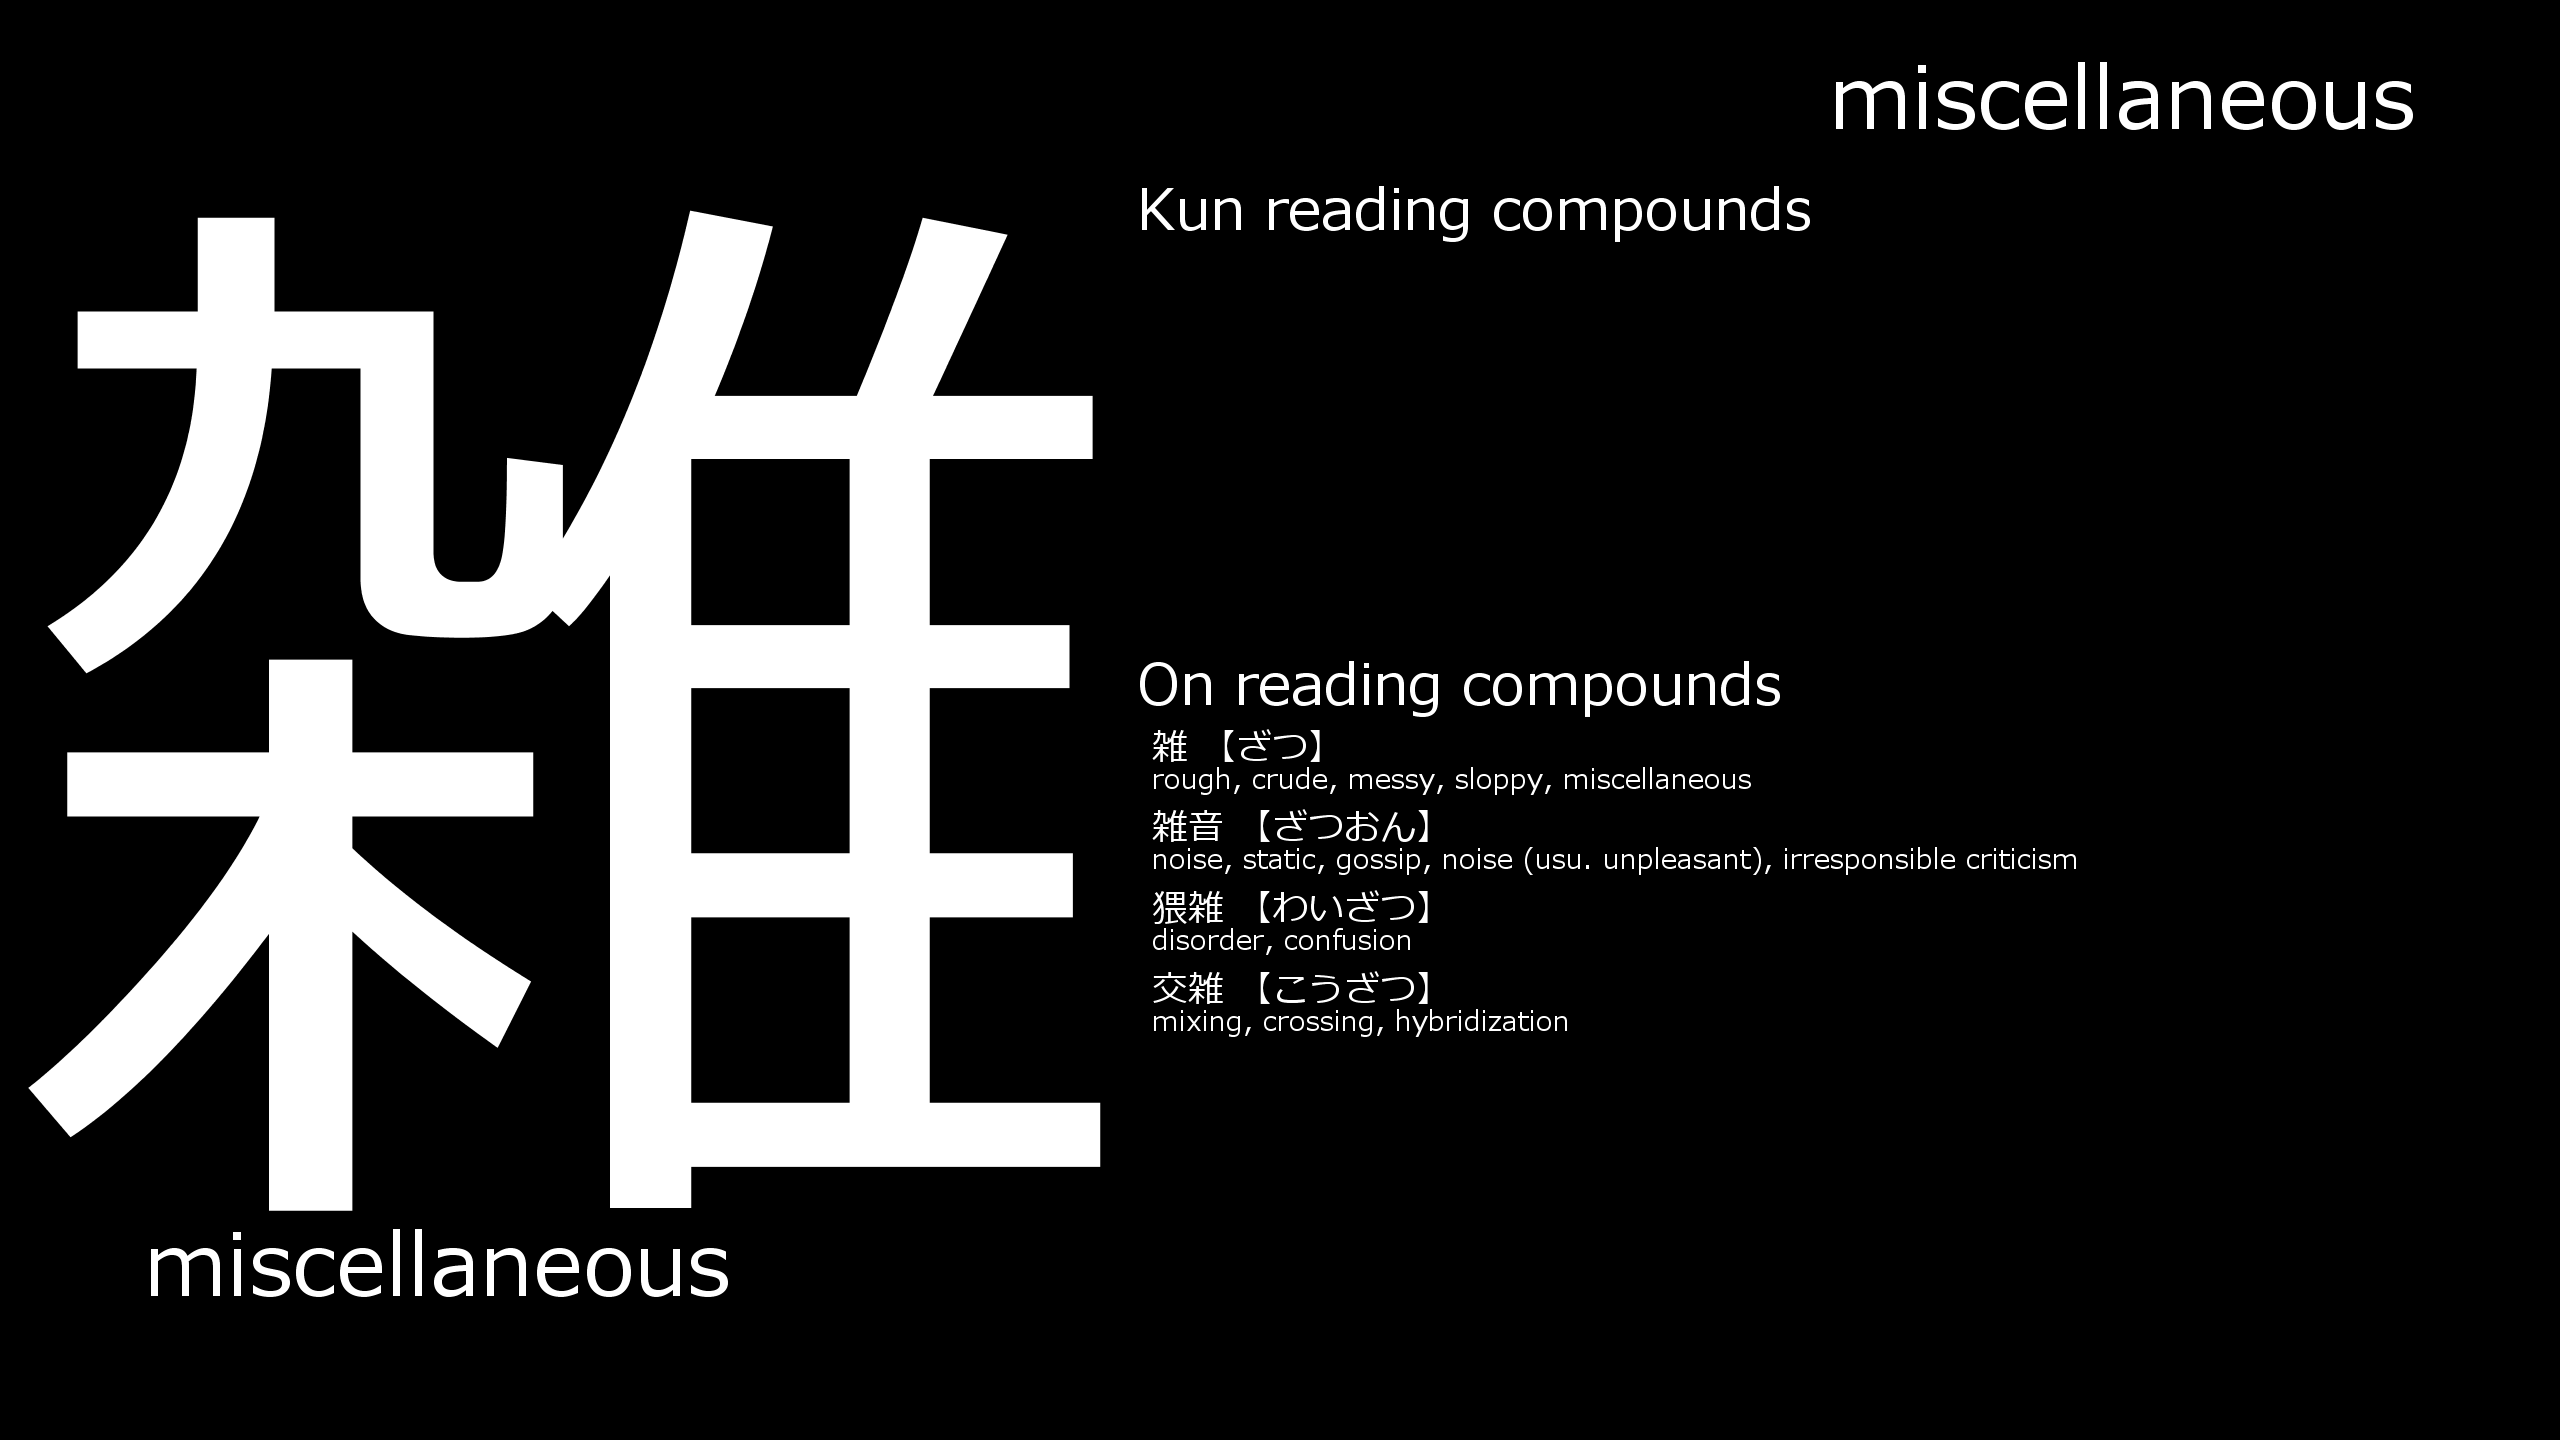 miscellaneous
雑
miscellaneous
Kun reading compounds
On reading compounds
雑 【ざつ】
rough, crude, messy, sloppy, miscellaneous
雑音 【ざつおん】
noise, static, gossip, noise (usu. unpleasant), irresponsible criticism
猥雑 【わいざつ】
disorder, confusion
交雑 【こうざつ】
mixing, crossing, hybridization